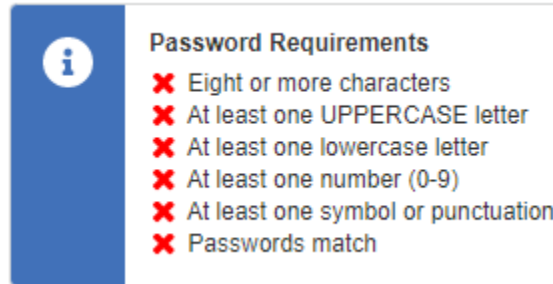 Password Requirements
Eight or more characters
At least one UPPERCASE letter
At least one lowercase letter
At least one number (0-9)
At least one symbol or punctuation
Passwords match